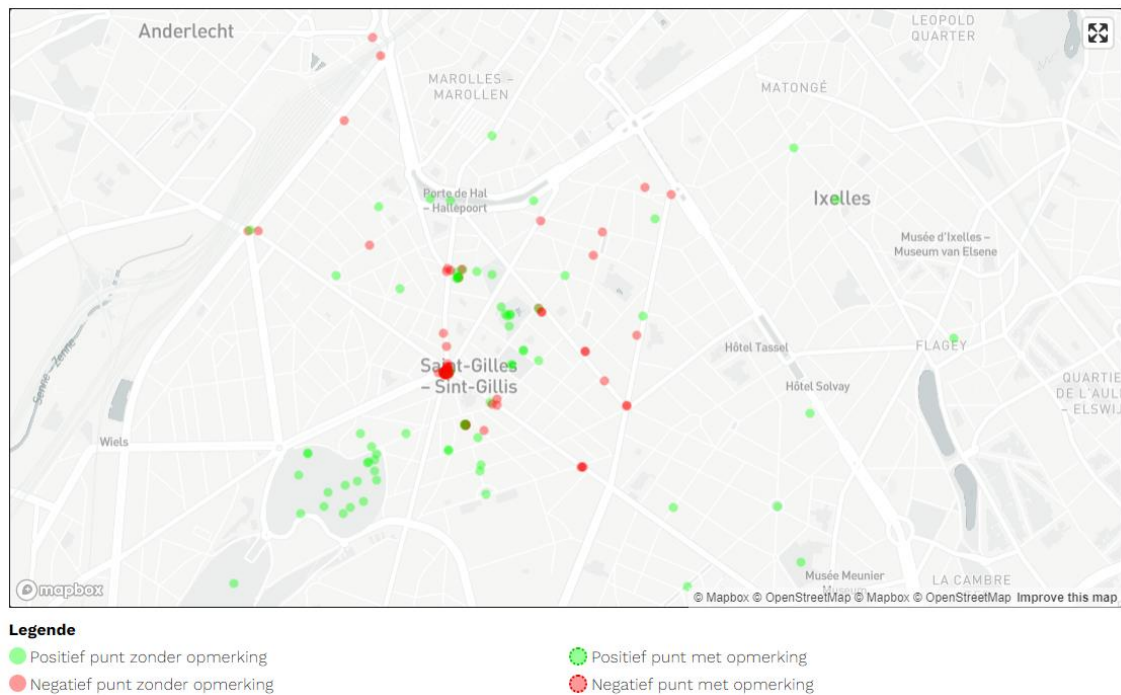 Anderlecht
LEOPOLD
QUARTER
MAROLLES –
MAROLLEN
MATONGÉ
Porte de Hal
– Hallepoort
Ixelles
Musée d'Ixelles –
Museum van Elsene
Senne - Zenne
Hôtel Tassel
FLAGEY
Saint-Gilles
– Sint-Gillis
Hôtel Solvay
QUARTIE
DE L'AUL
– ELSWIJ
Wiels
Musée Meunier
Museum
LA CAMBRE
mapbox
© Mapbox © OpenStreetMap © Mapbox © OpenStreetMap Improve this map
Legende
Positief punt zonder opmerking
Positief punt met opmerking
Negatief punt zonder opmerking
Negatief punt met opmerking